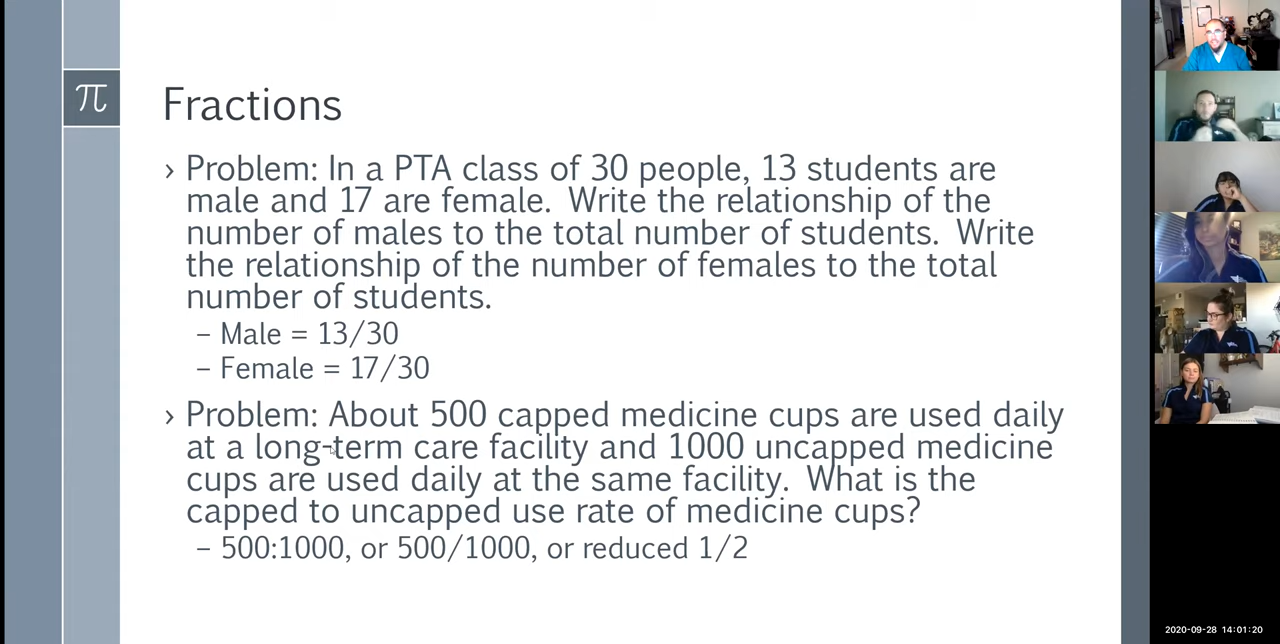 π
Fractions
› Problem: In a PTA class of 30 people, 13 students are
male and 17 are female.  Write the relationship of the
number of males to the total number of students.  Write
the relationship of the number of females to the total
number of students.
– Male = 13/30
– Female = 17/30
› Problem: About 500 capped medicine cups are used daily
at a long-term care facility and 1000 uncapped medicine
cups are used daily at the same facility.  What is the
capped to uncapped use rate of medicine cups?
– 500:1000, or 500/1000, or reduced 1/2
2020-09-28 14:01:20